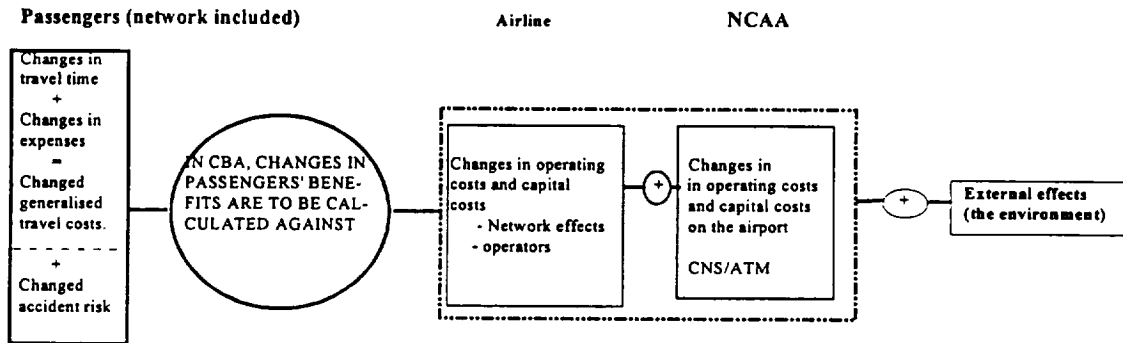 Passengers (network included)
Airline
NCAA
Changes in
travel time
+
Changes in
expenses
=
Changed
generalised
travel costs.
+
Changed
accident risk
IN CBA, CHANGES IN
PASSENGERS' BENE-
FITS ARE TO BE CAL-
CULATED AGAINST
Changes in operating
costs and capital
costs
- Network effects
- operators
+
Changes in
in operating costs
and capital costs
on the airport
CNS/ATM
+
External effects
(the environment)